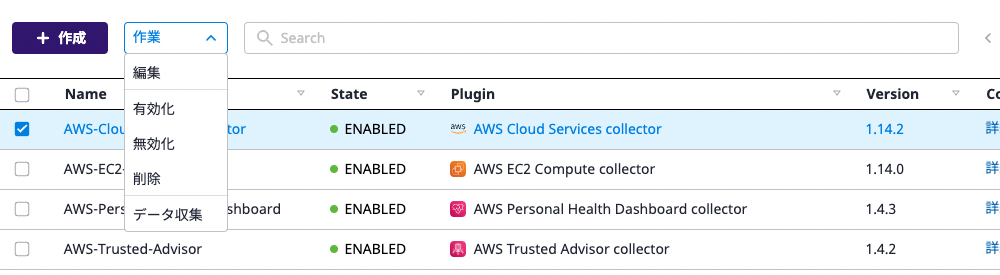 作成
作業
Search
編集
有効化
無効化
削除
データ収集
Name
State
Plugin
Version
Co
AWS-Clou
tor
ENABLED
aws
AWS Cloud Services collector
1.14.2
詳
AWS-EC2-
ENABLED
AWS EC2 Compute collector
1.14.0
詳
AWS-Pers
shboard
ENABLED
AWS Personal Health Dashboard collector
1.4.3
詳
AWS-Trusted-Advisor
ENABLED
AWS Trusted Advisor collector
1.4.2
詳